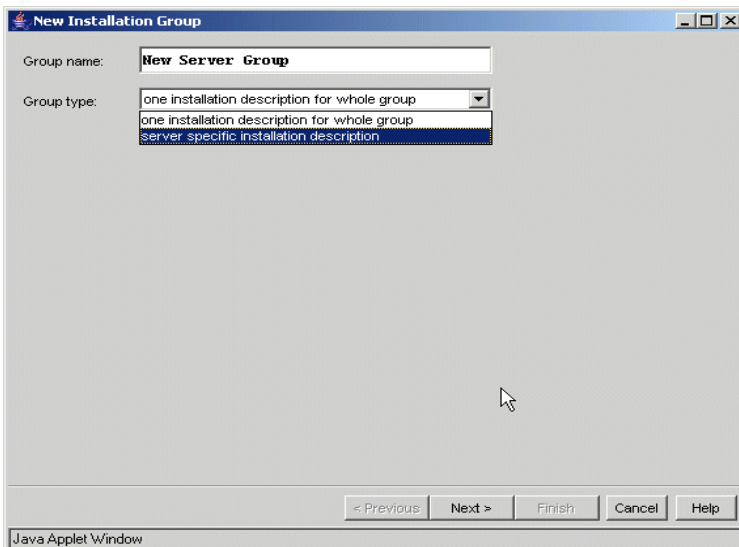 New Installation Group
Group name: New Server Group
Group type: one installation description for whole group
one installation description for whole group
server specific installation description
< Previous Next > Finish Cancel Help
Java Applet Window